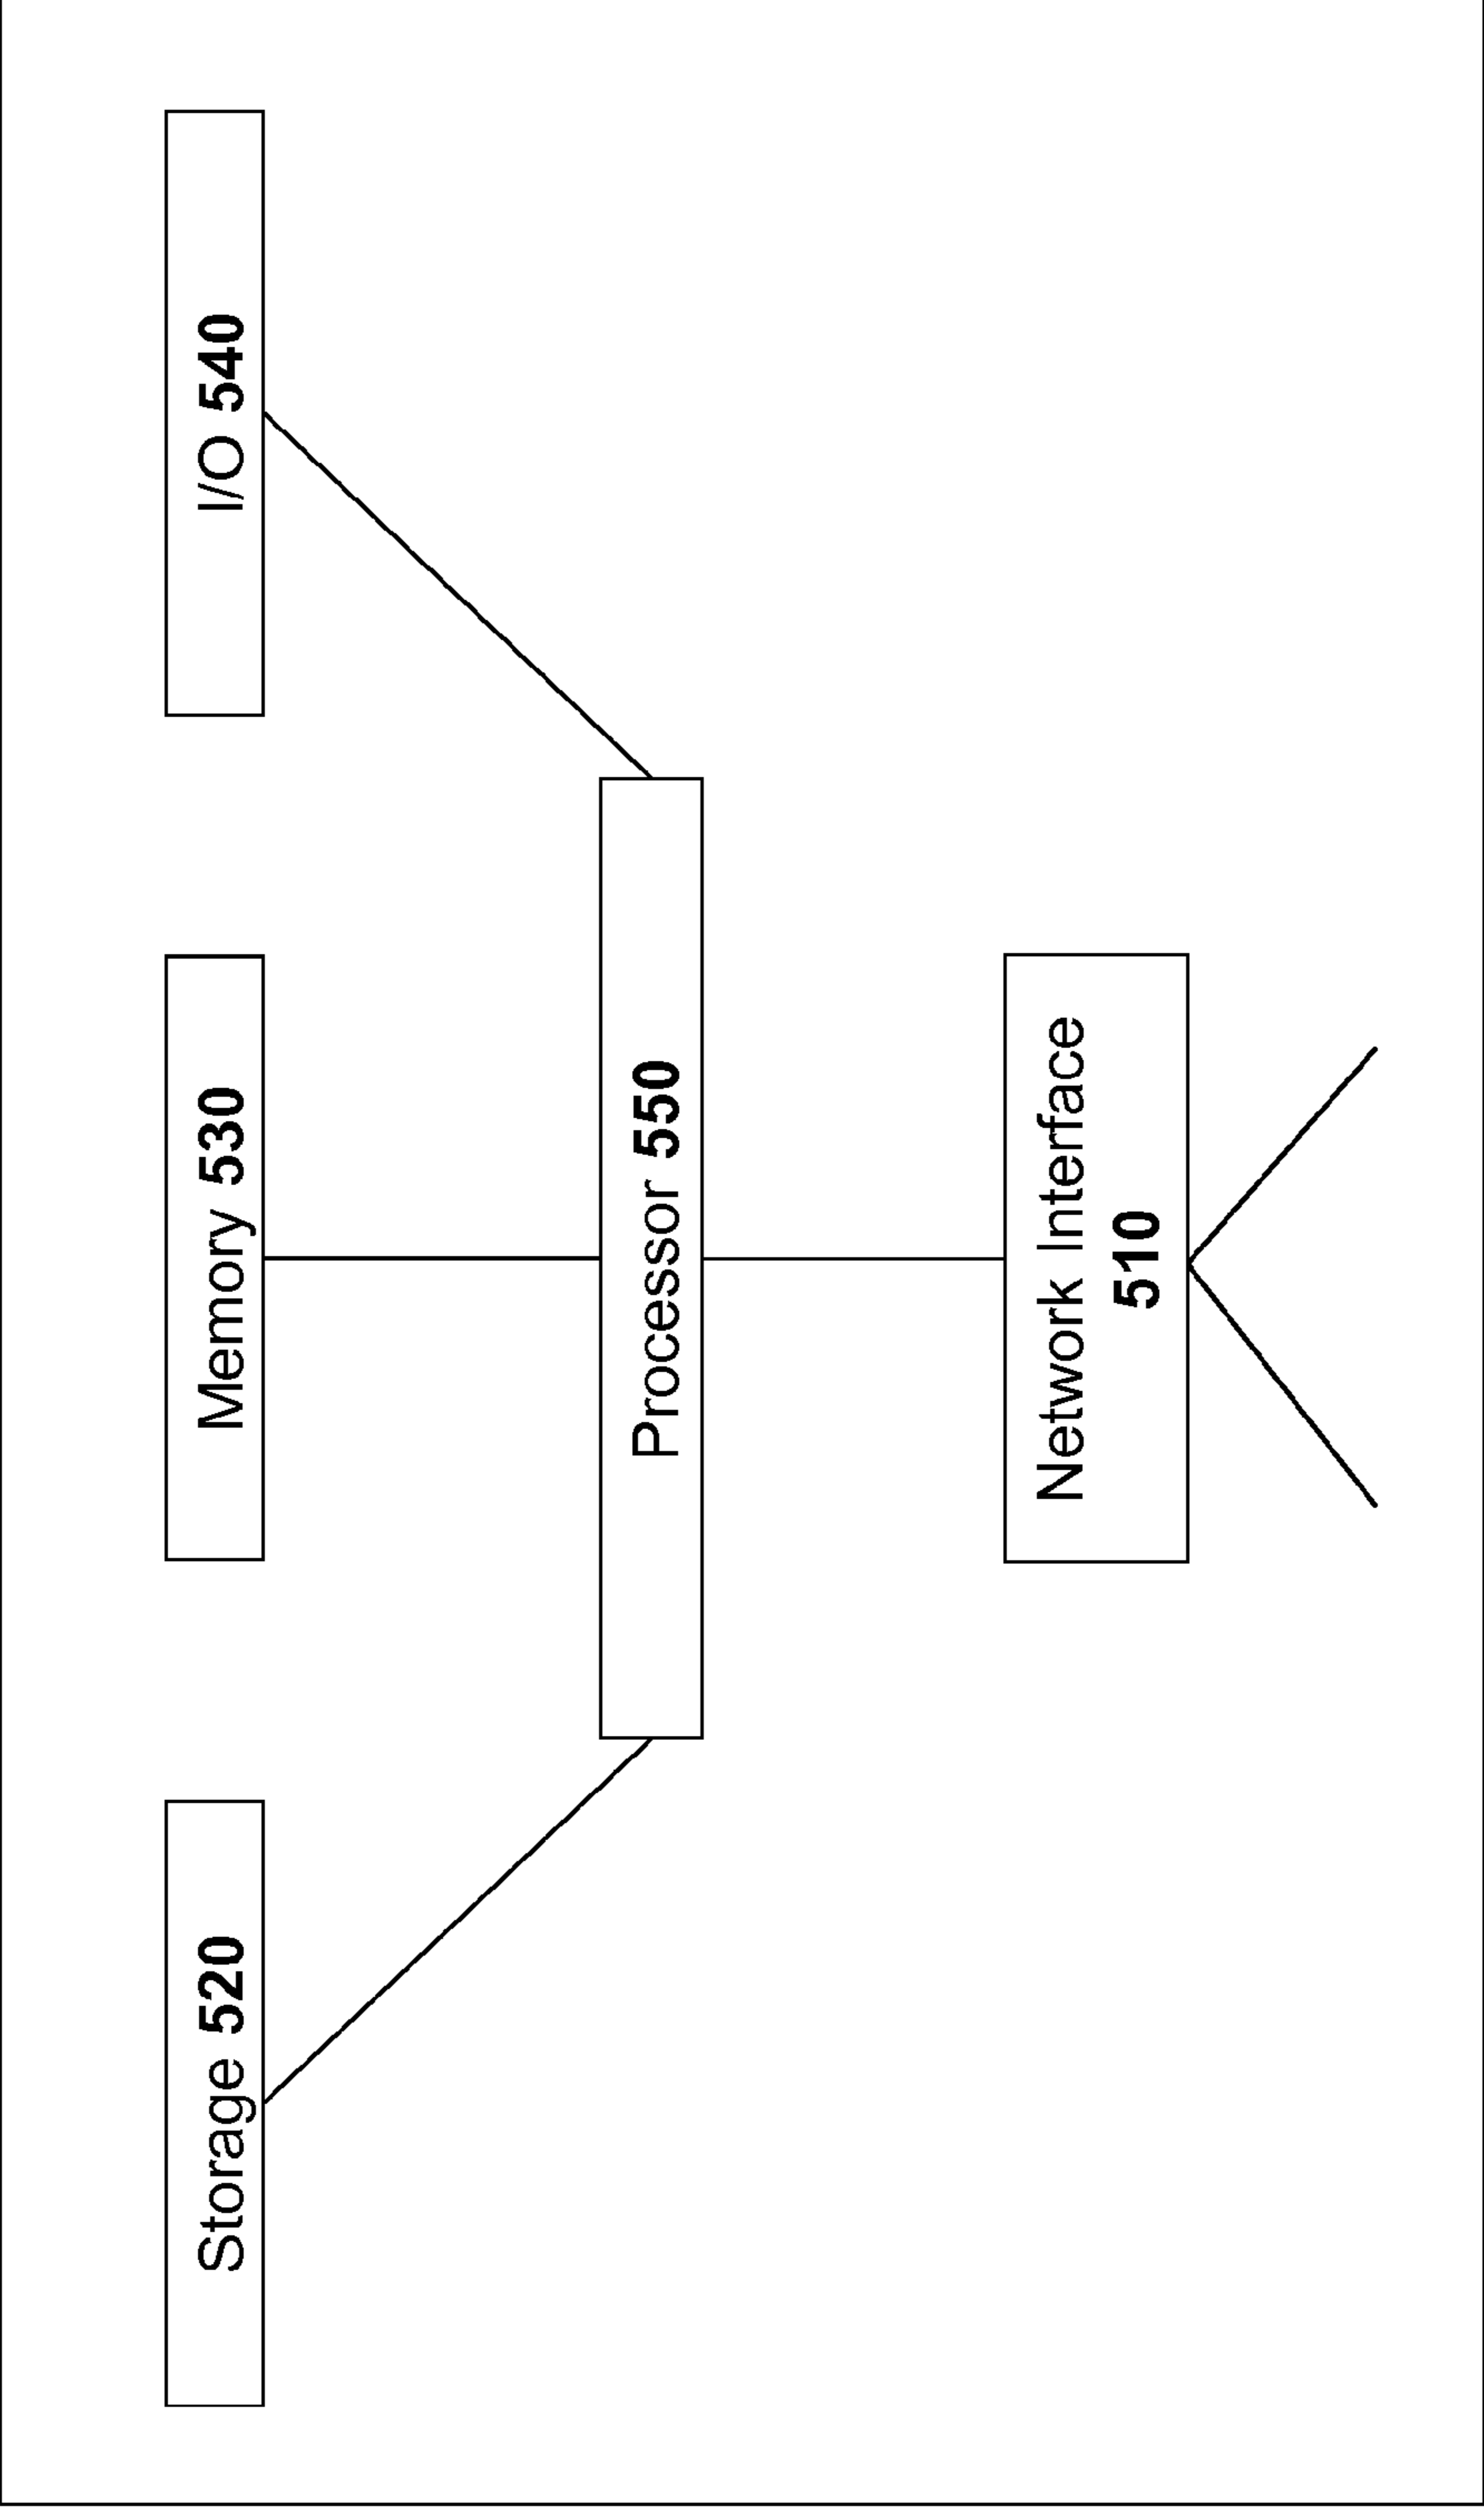 Storage 520
Memory 530
I/O 540
Processor 550
Network Interface
510